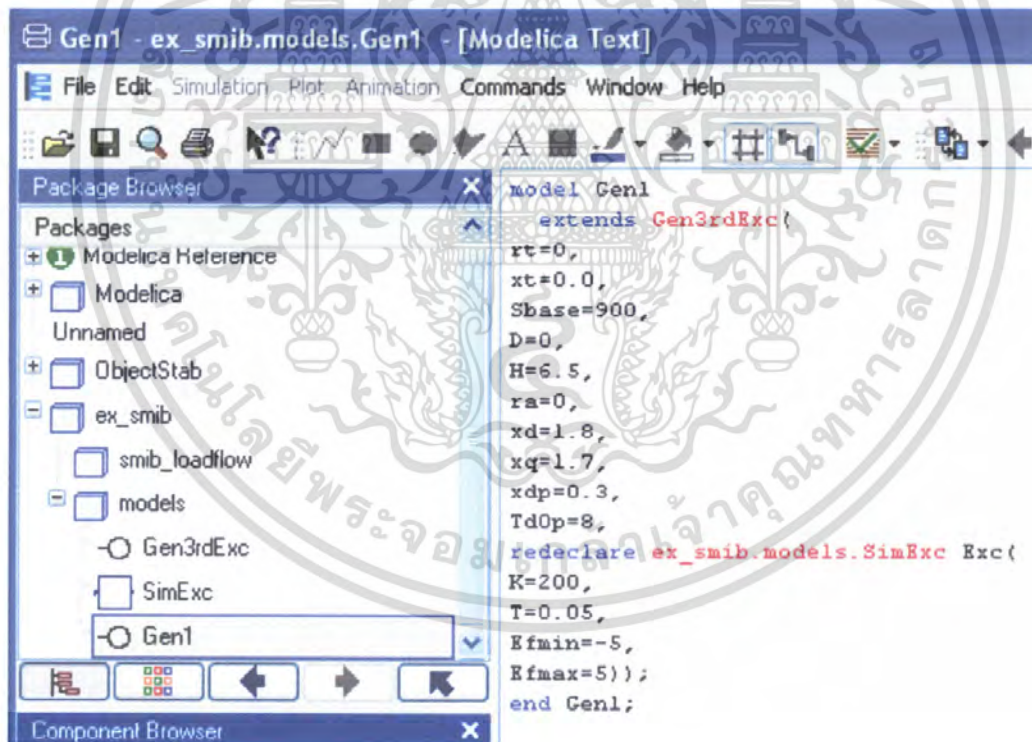 Gen1 - ex_smib.models.Gen1 - [Modelica Text]
File Edit Simulation Plot Animation Commands Window Help
Package Browser
Packages
Modelica Reference
Modelica
Unnamed
ObjectStab
ex_smib
smib_loadflow
models
Gen3rdExc
SimExc
Gen1
Component Browser
model Gen1
extends Gen3rdExc(
rt=0,
xt=0.0,
Sbase=900,
D=0,
H=6.5,
ra=0,
xd=1.8,
xq=1.7,
xdp=0.3,
Td0p=8,
redeclare ex_smib.models.SimExc Exc(
K=200,
T=0.05,
Efmin=-5,
Efmax=5));
end Gen1;